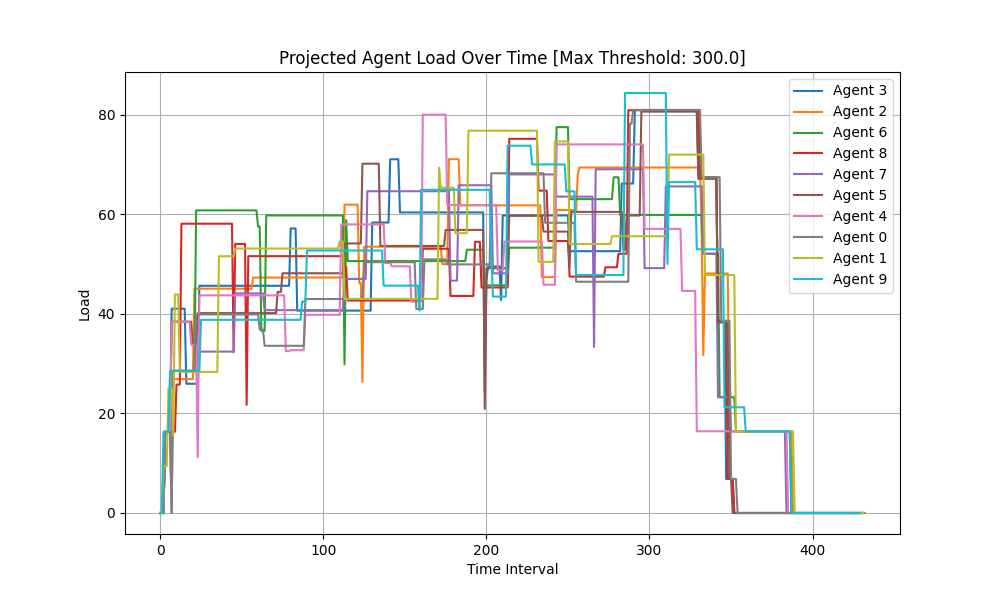 Projected Agent Load Over Time [Max Threshold: 300.0]
Load
80
60
40
20
0
0 100 200 300 400
Time Interval
Agent 3
Agent 2
Agent 6
Agent 8
Agent 7
Agent 5
Agent 4
Agent 0
Agent 1
Agent 9